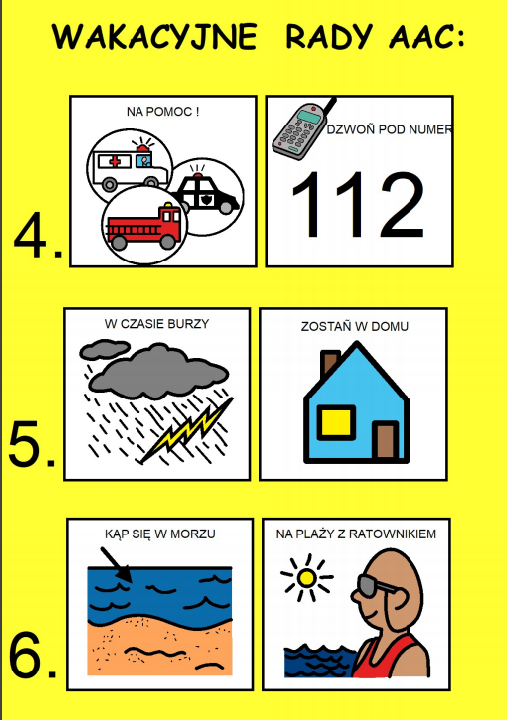 WAKACYJNE RADY AAC:
4.
NA POMOC !
DZWOŃ POD NUMER
112
5.
W CZASIE BURZY
ZOSTAŃ W DOMU
6.
KĄP SIĘ W MORZU
NA PLAŻY Z RATOWNIKIEM